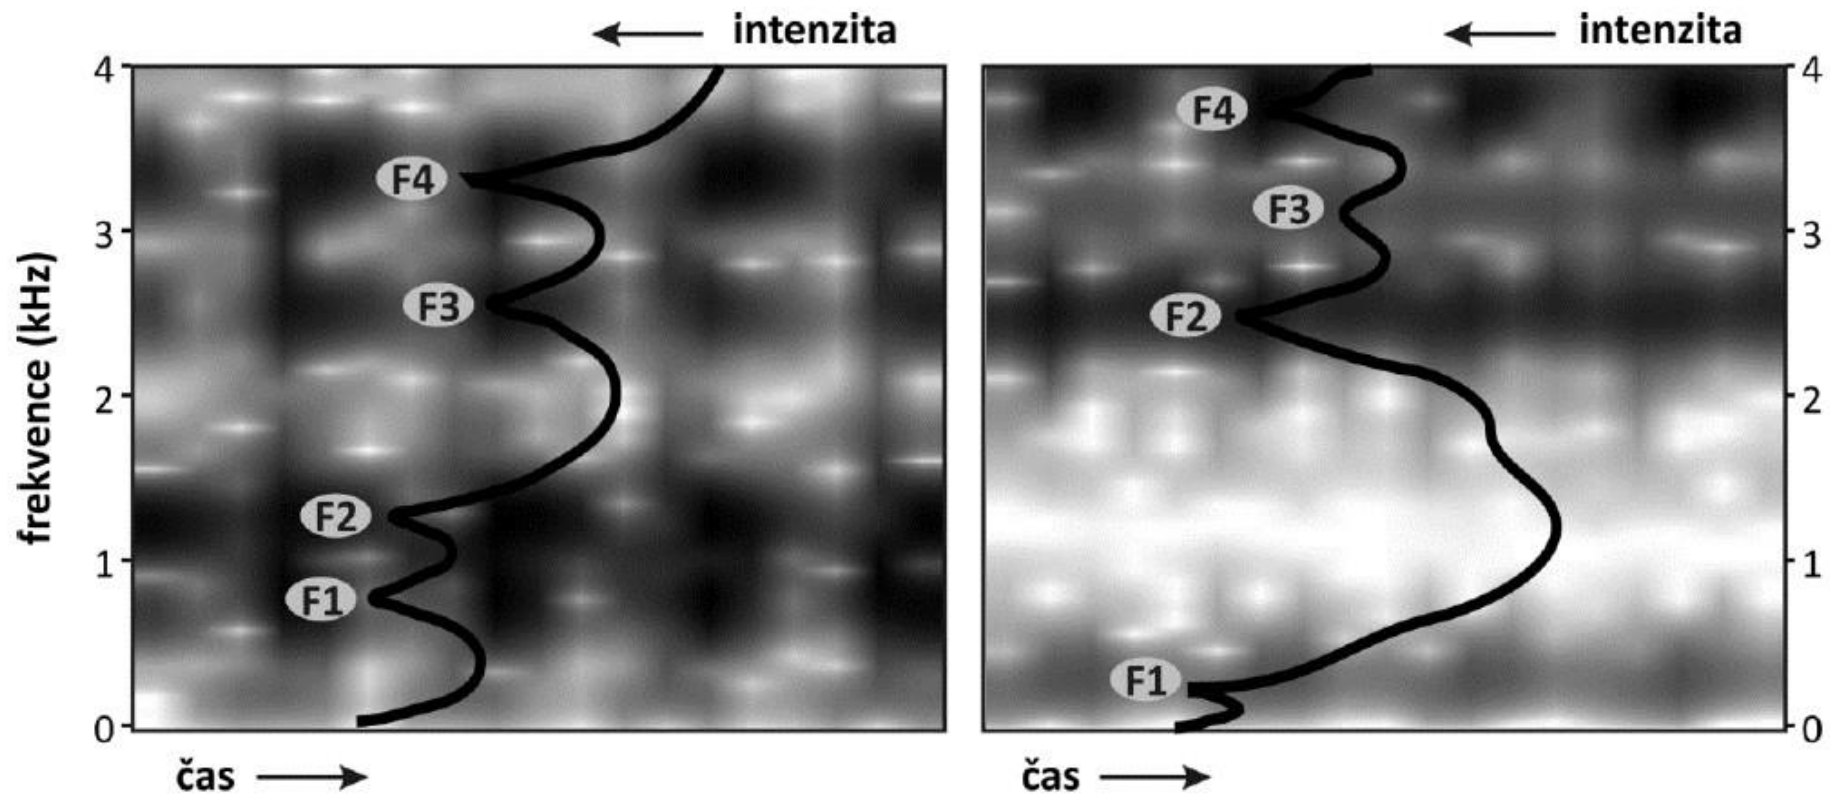 intenzita
intenzita
4
3
2
1
0
frekvence (kHz)
F4
F3
F2
F1
F4
F3
F2
F1
4
3
2
1
0
čas
čas